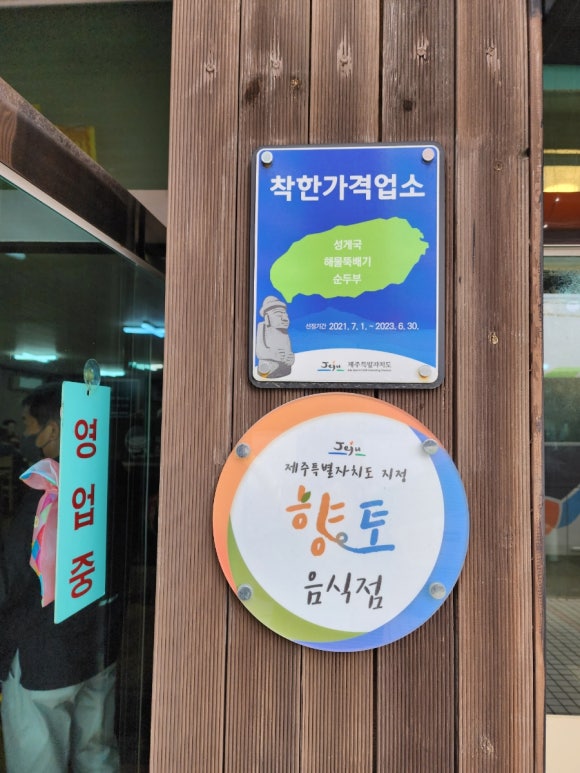 착한가격업소
성게국
해물뚝배기
순두부
선정기간 2021. 7. 1. ~ 2023. 6. 30.
Jeju 제주특별자치도
Jeju
제주특별자치도 지정
향토
음식점
영업중